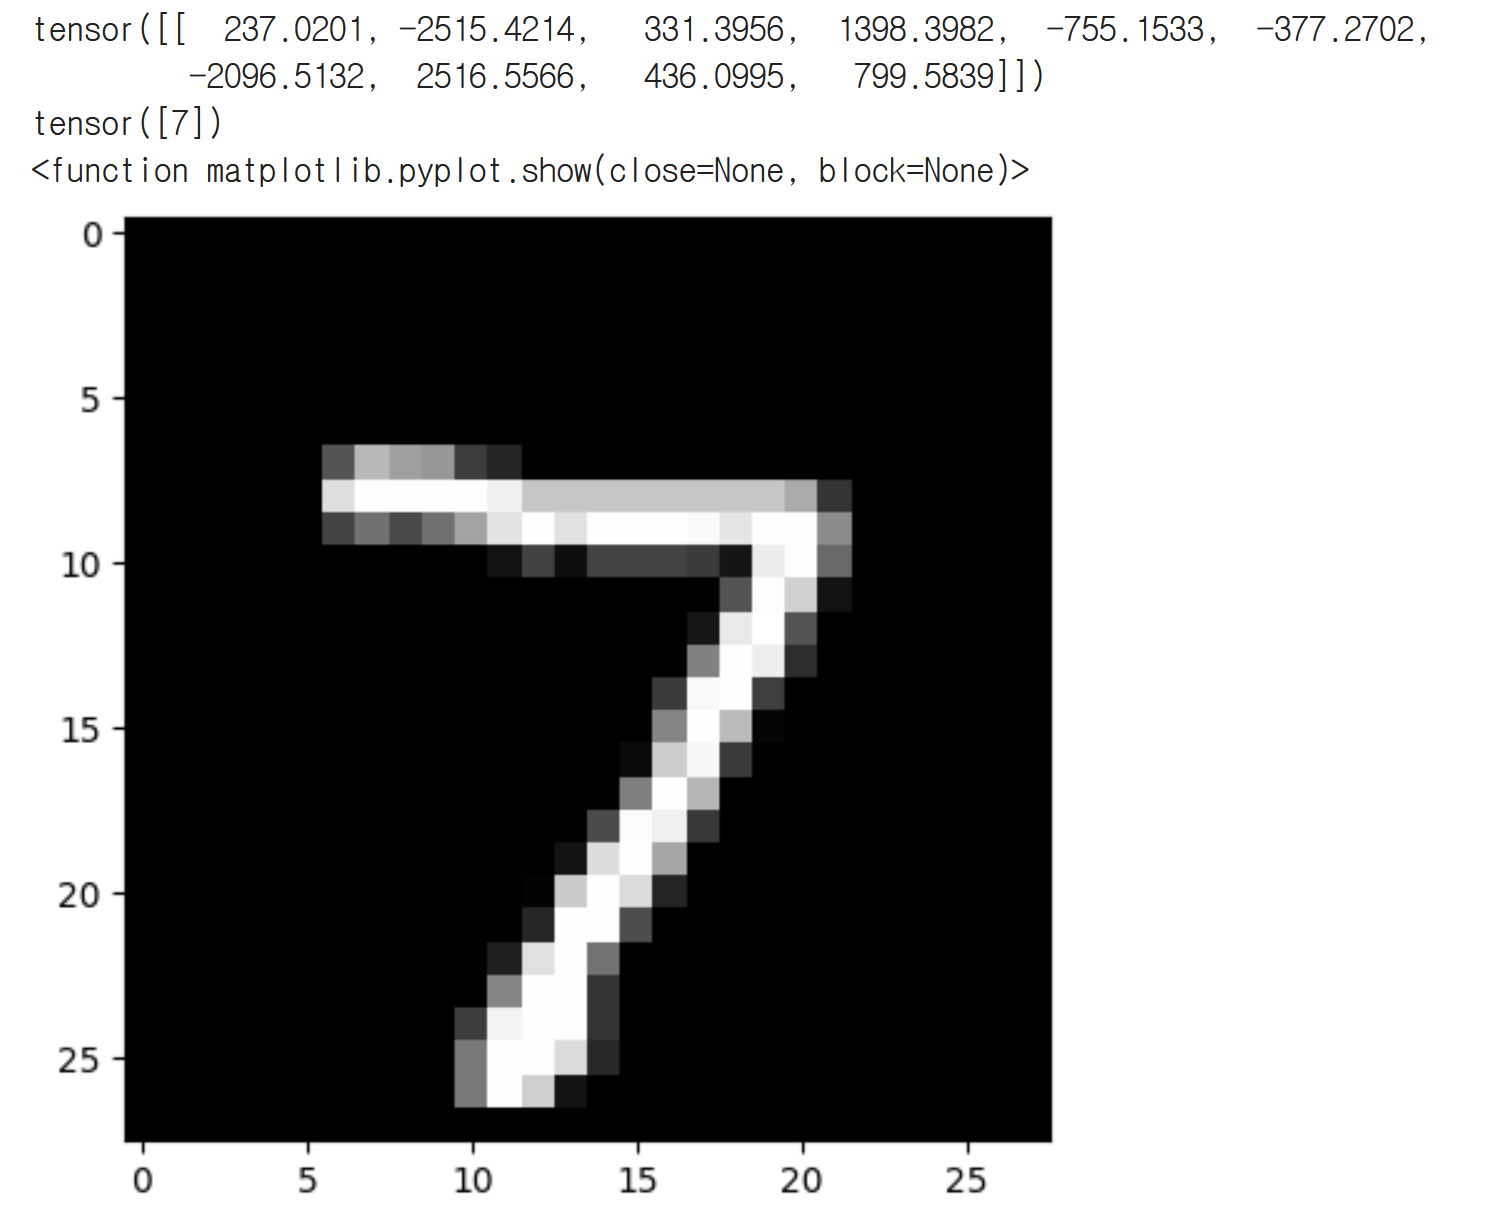 tensor([[  237.0201, -2515.4214,   331.3956,  1398.3982,  -755.1533,  -377.2702,
        -2096.5132,  2516.5566,   436.0995,   799.5839]])
tensor([7])
<function matplotlib.pyplot.show(close=None, block=None)>
0
5
10
15
20
25
0 5 10 15 20 25